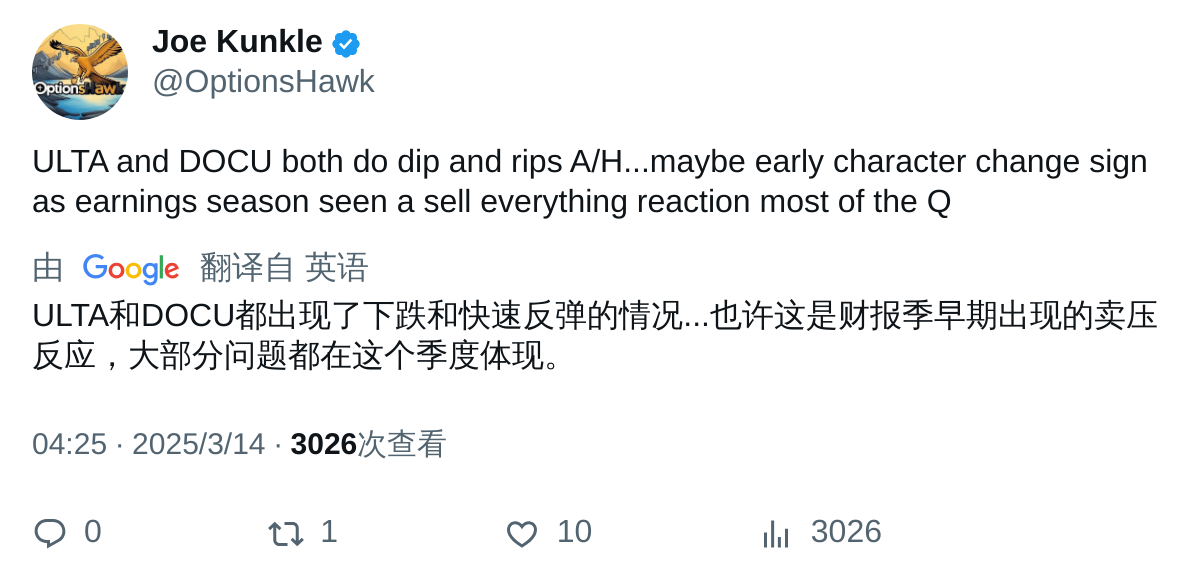 Joe Kunkle
@OptionsHawk
OptionsHawk
ULTA and DOCU both do dip and rips A/H...maybe early character change sign
as earnings season seen a sell everything reaction most of the Q
由 Google 翻译自 英语
ULTA和DOCU都出现了下跌和快速反弹的情况...也许这是财报季早期出现的卖压
反应，大部分问题都在这个季度体现。
04:25 · 2025/3/14 · 3026次查看
0 1 10 3026